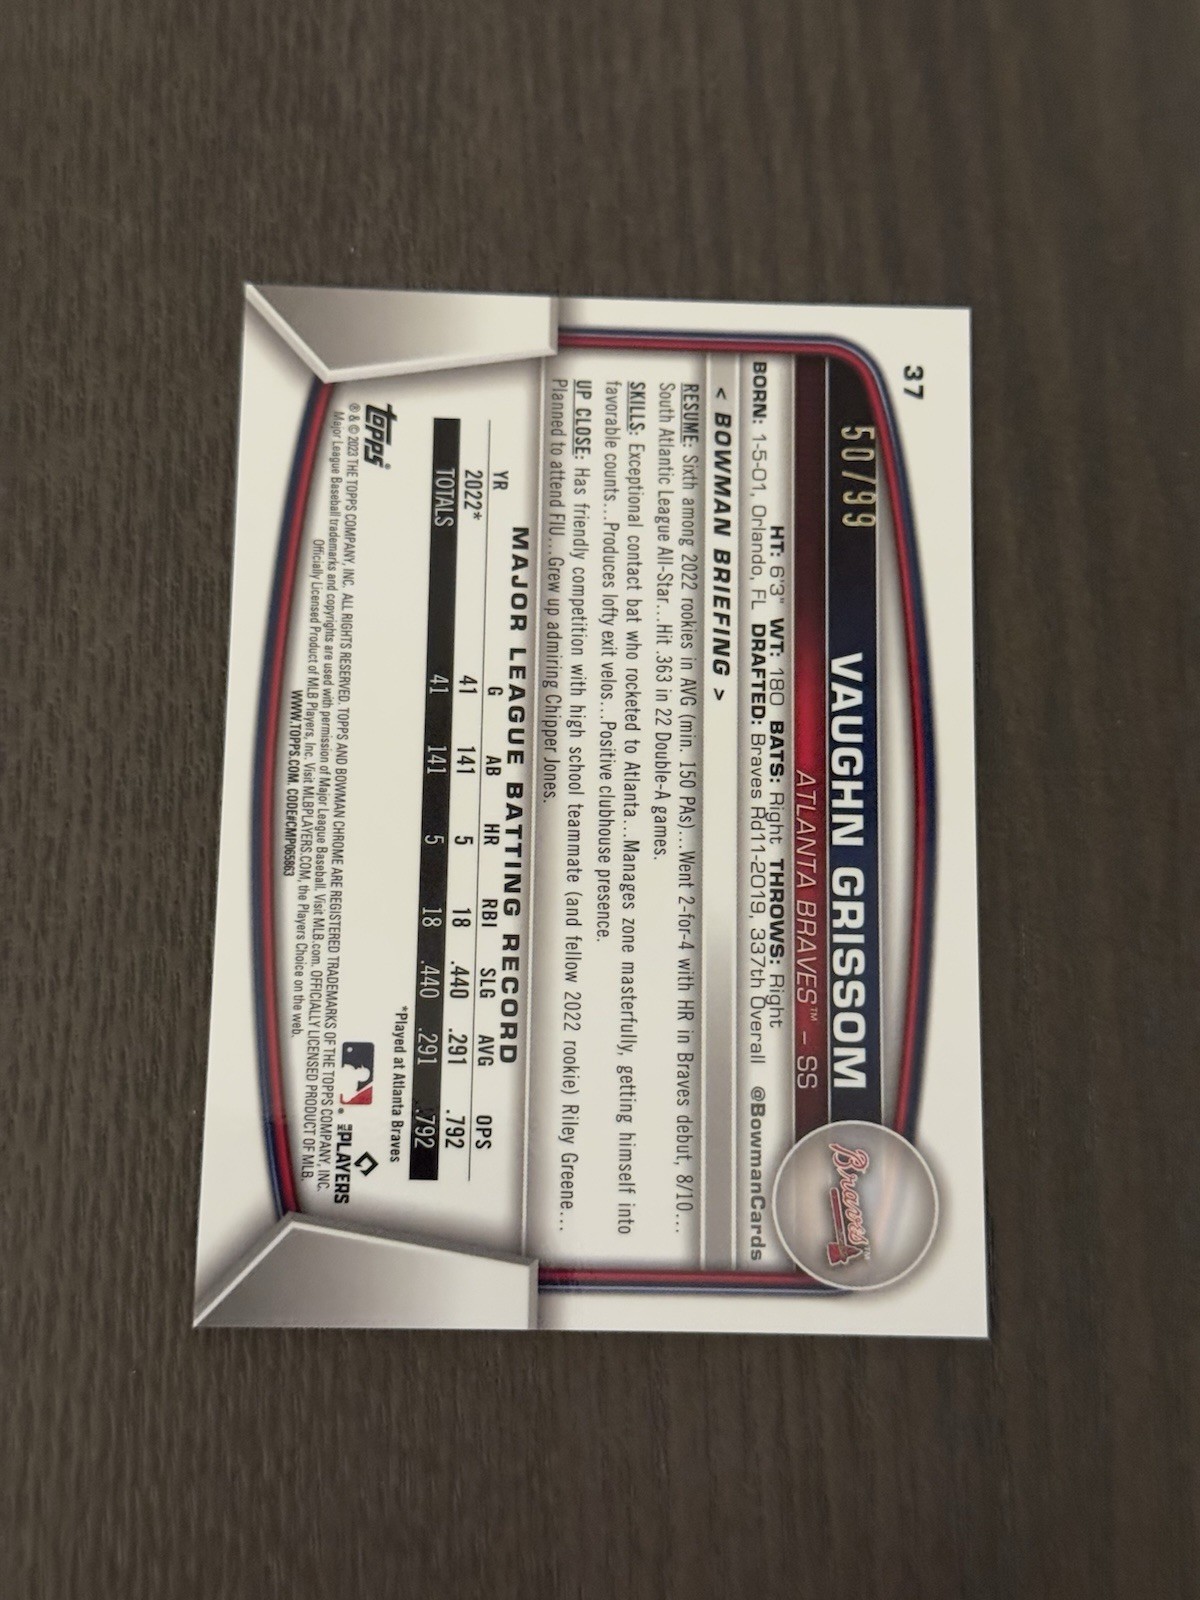 37
50/99
VAUGHN GRISSOM
ATLANTA BRAVES™ – SS
HT: 6'3" WT: 180 BATS: Right THROWS: Right
BORN: 1-5-01, Orlando, FL DRAFTED: Braves Rd11-2019, 337th Overall @BowmanCards
Braves™
< BOWMAN BRIEFING >
RESUME: Sixth among 2022 rookies in AVG (min. 150 PAs)...Went 2-for-4 with HR in Braves debut, 8/10...
South Atlantic League All-Star...Hit .363 in 22 Double-A games.
SKILLS: Exceptional contact bat who rocketed to Atlanta...Manages zone masterfully, getting himself into
favorable counts...Produces lofty exit velos...Positive clubhouse presence.
UP CLOSE: Has friendly competition with high school teammate (and fellow 2022 rookie) Riley Greene...
Planned to attend FIU...Grew up admiring Chipper Jones.
MAJOR LEAGUE BATTING RECORD
YR G AB HR RBI SLG AVG OPS
2022* 41 141 5 18 .440 .291 .792
TOTALS 41 141 5 18 .440 .291 .792
*Played at Atlanta Braves
topps®
MLB PLAYERS
® & © 2023 THE TOPPS COMPANY, INC. ALL RIGHTS RESERVED. TOPPS AND BOWMAN CHROME ARE REGISTERED TRADEMARKS OF THE TOPPS COMPANY, INC.
Major League Baseball trademarks and copyrights are used with permission of Major League Baseball. Visit MLB.com. OFFICIALLY LICENSED PRODUCT OF MLB.
Officially Licensed Product of MLB Players, Inc. Visit MLBPLAYERS.COM, the Players Choice on the web.
WWW.TOPPS.COM. CODE#CMP065863